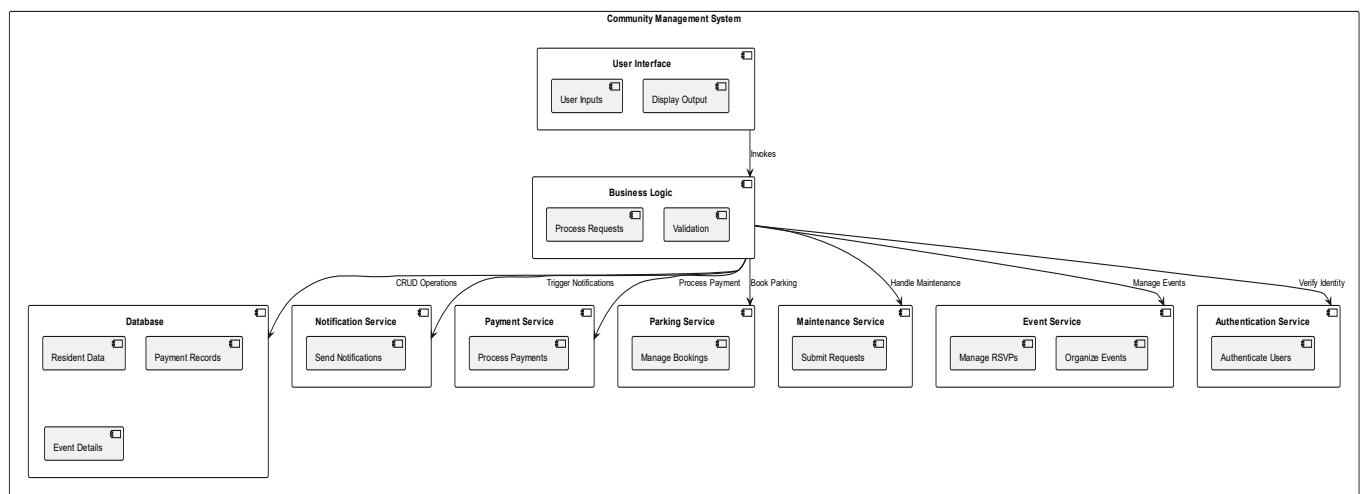 Community Management System
User Interface
User Inputs
Display Output
Invokes
Business Logic
Process Requests
Validation
CRUD Operations
Trigger Notifications
Process Payment
Book Parking
Handle Maintenance
Manage Events
Verify Identity
Database
Resident Data
Payment Records
Event Details
Notification Service
Send Notifications
Payment Service
Process Payments
Parking Service
Manage Bookings
Maintenance Service
Submit Requests
Event Service
Manage RSVPs
Organize Events
Authentication Service
Authenticate Users